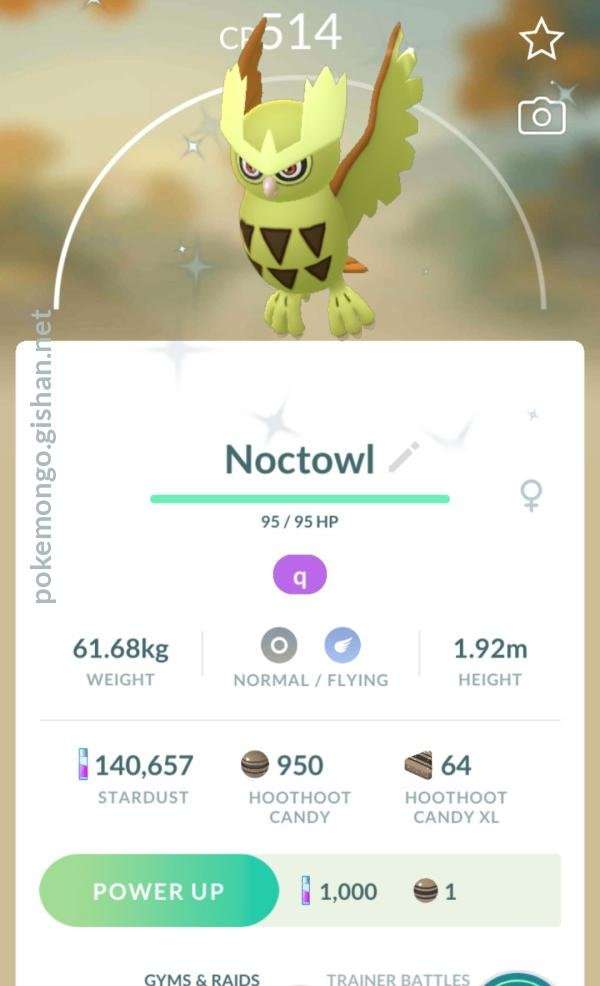 CP514
Noctowl
95 / 95 HP
q
61.68kg
WEIGHT
NORMAL / FLYING
1.92m
HEIGHT
140,657
STARDUST
950
HOOTHOOT
CANDY
64
HOOTHOOT
CANDY XL
POWER UP
1,000
1
GYMS & RAIDS
TRAINER BATTLES
pokemongo.gishan.net